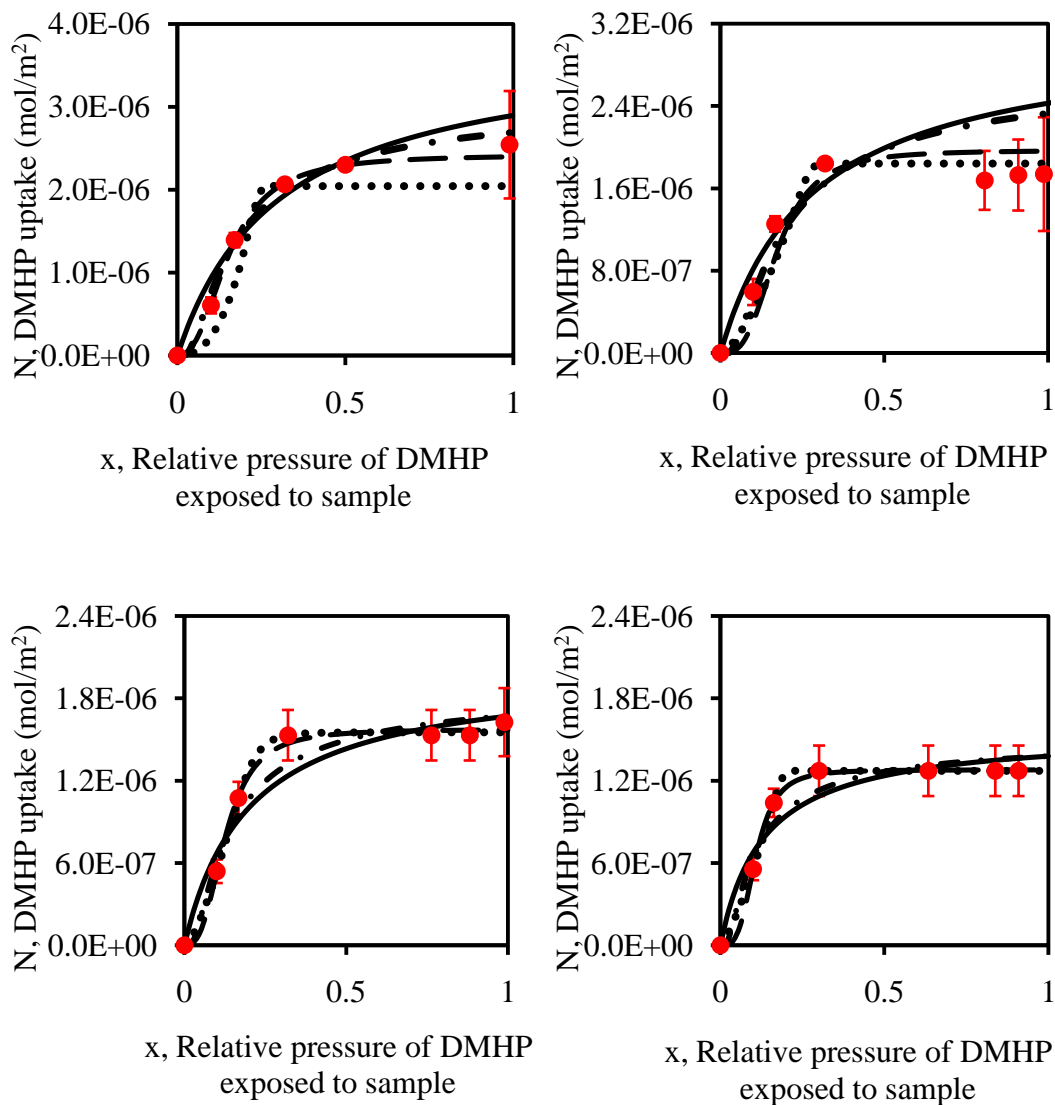 4.0E-06
3.0E-06
2.0E-06
1.0E-06
0.0E+00
N, DMHP uptake (mol/m²)
0 0.5 1
x, Relative pressure of DMHP
exposed to sample
3.2E-06
2.4E-06
1.6E-06
8.0E-07
0.0E+00
N, DMHP uptake (mol/m²)
0 0.5 1
x, Relative pressure of DMHP
exposed to sample
2.4E-06
1.8E-06
1.2E-06
6.0E-07
0.0E+00
N, DMHP uptake (mol/m²)
0 0.5 1
x, Relative pressure of DMHP
exposed to sample
2.4E-06
1.8E-06
1.2E-06
6.0E-07
0.0E+00
N, DMHP uptake (mol/m²)
0 0.5 1
x, Relative pressure of DMHP
exposed to sample